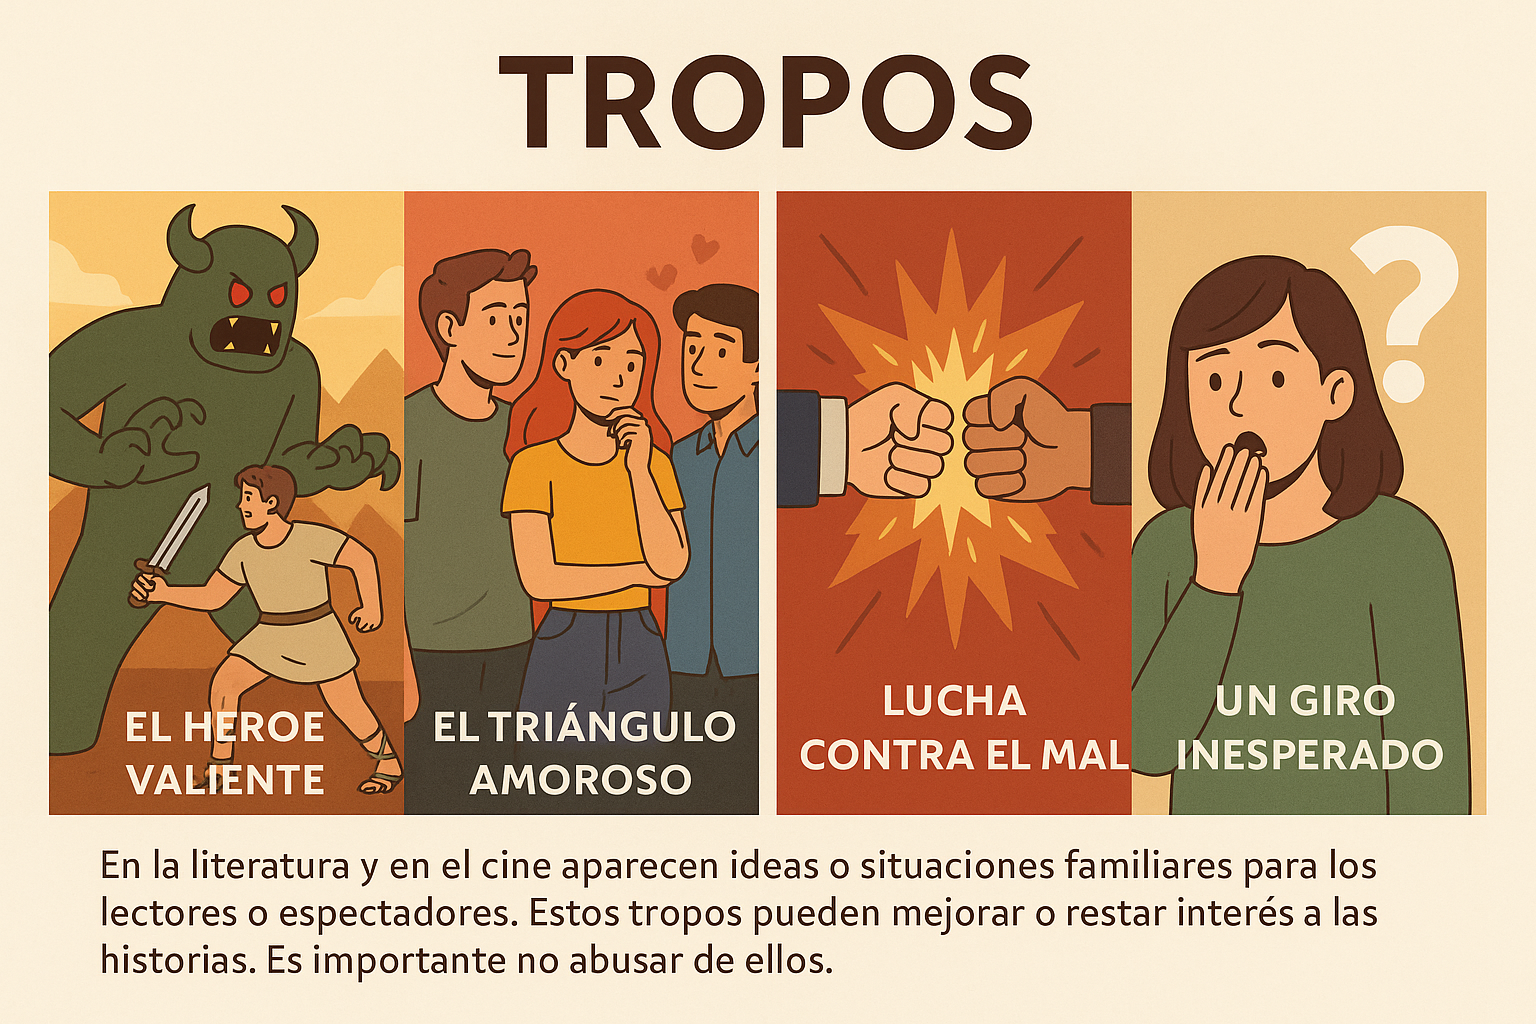 TROPOS
EL HEROE
VALIENTE
EL TRIÁNGULO
AMOROSO
LUCHA
CONTRA EL MAL
UN GIRO
INESPERADO
?
En la literatura y en el cine aparecen ideas o situaciones familiares para los
lectores o espectadores. Estos tropos pueden mejorar o restar interés a las
historias. Es importante no abusar de ellos.